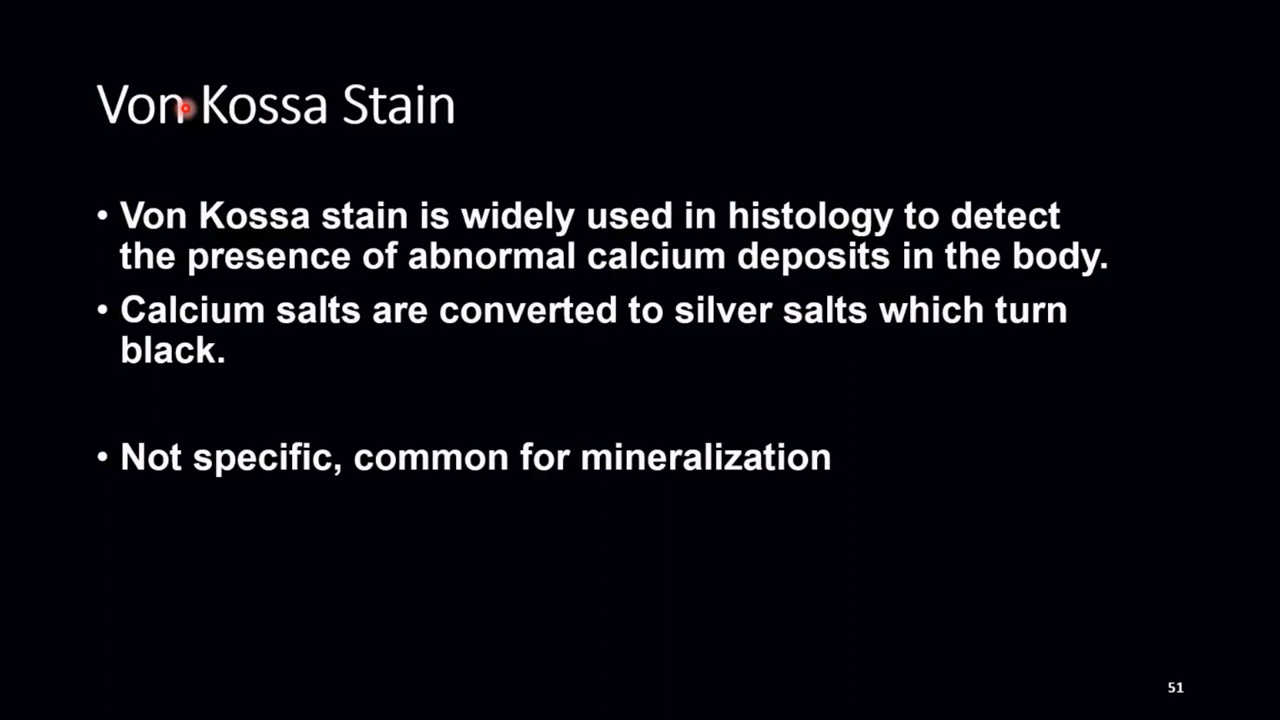 Von Kossa Stain
• Von Kossa stain is widely used in histology to detect
the presence of abnormal calcium deposits in the body.
• Calcium salts are converted to silver salts which turn
black.
• Not specific, common for mineralization
51